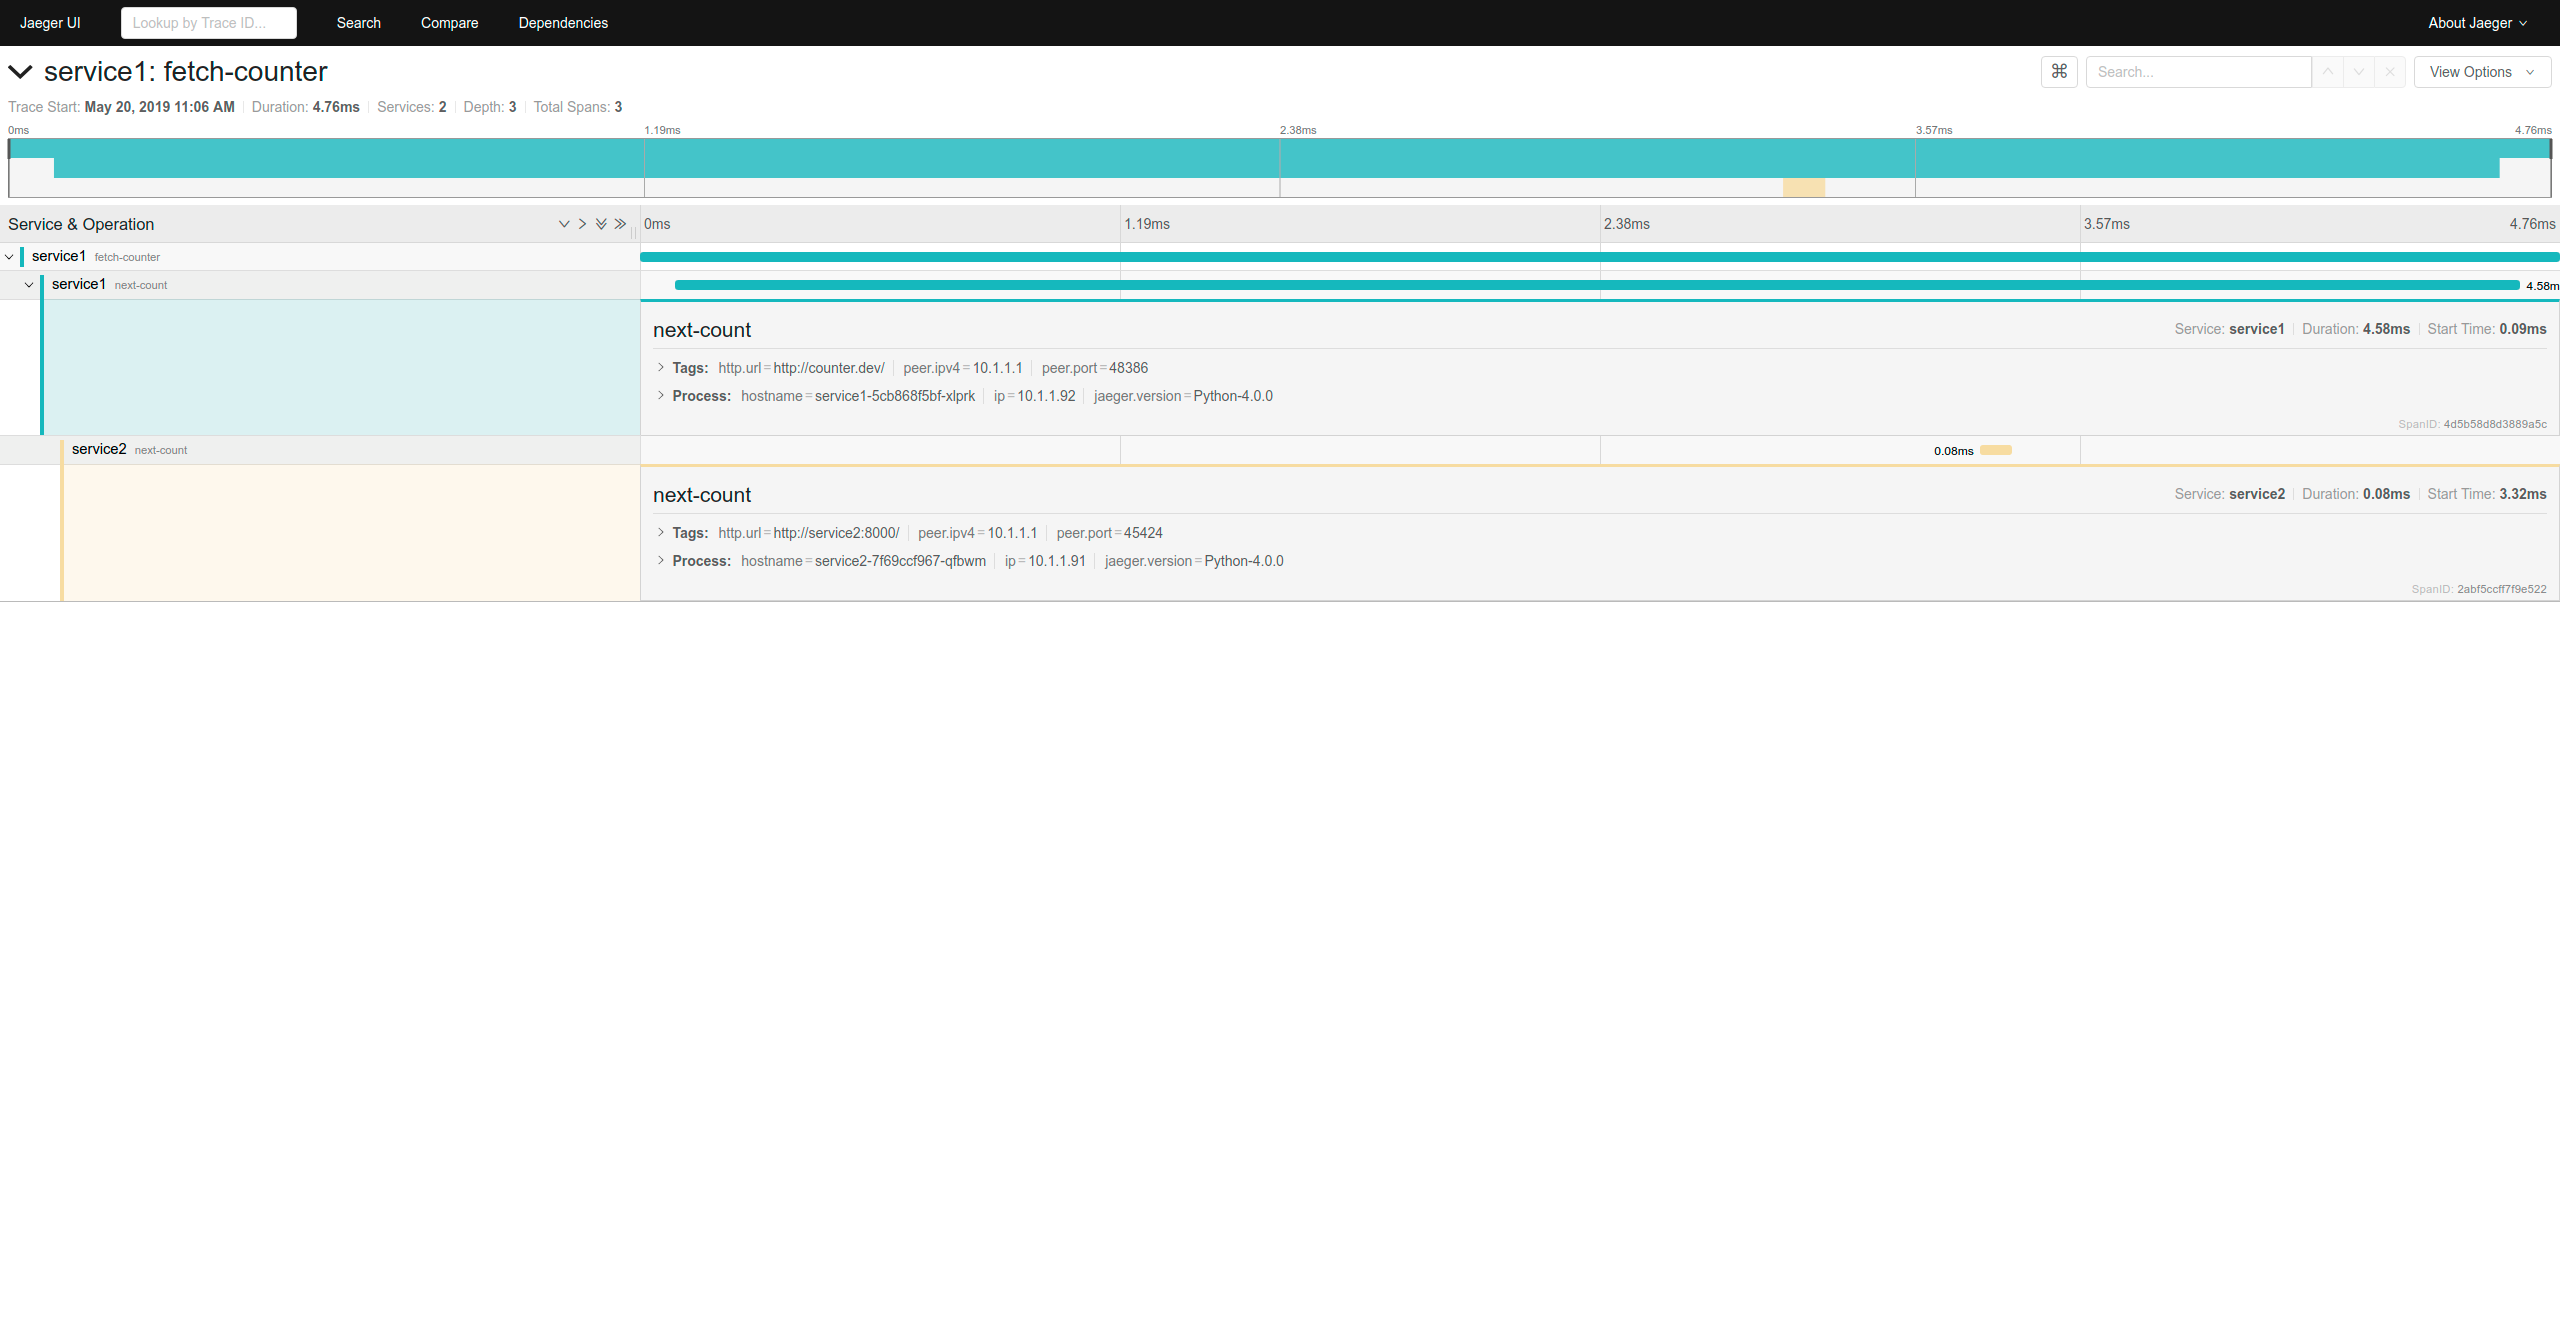 Jaeger UI Lookup by Trace ID... Search Compare Dependencies About Jaeger
service1: fetch-counter ⌘ Search... View Options
Trace Start: May 20, 2019 11:06 AM Duration: 4.76ms Services: 2 Depth: 3 Total Spans: 3
0ms 1.19ms 2.38ms 3.57ms 4.76ms
Service & Operation 0ms 1.19ms 2.38ms 3.57ms 4.76ms
service1 fetch-counter
service1 next-count 4.58m
next-count Service: service1 Duration: 4.58ms Start Time: 0.09ms
Tags: http.url = http://counter.dev/ peer.ipv4 = 10.1.1.1 peer.port = 48386
Process: hostname = service1-5cb868f5bf-xlprk ip = 10.1.1.92 jaeger.version = Python-4.0.0
SpanID: 4d5b58d8d3889a5c
service2 next-count 0.08ms
next-count Service: service2 Duration: 0.08ms Start Time: 3.32ms
Tags: http.url = http://service2:8000/ peer.ipv4 = 10.1.1.1 peer.port = 45424
Process: hostname = service2-7f69ccf967-qfbwm ip = 10.1.1.91 jaeger.version = Python-4.0.0
SpanID: 2abf5ccff7f9e522